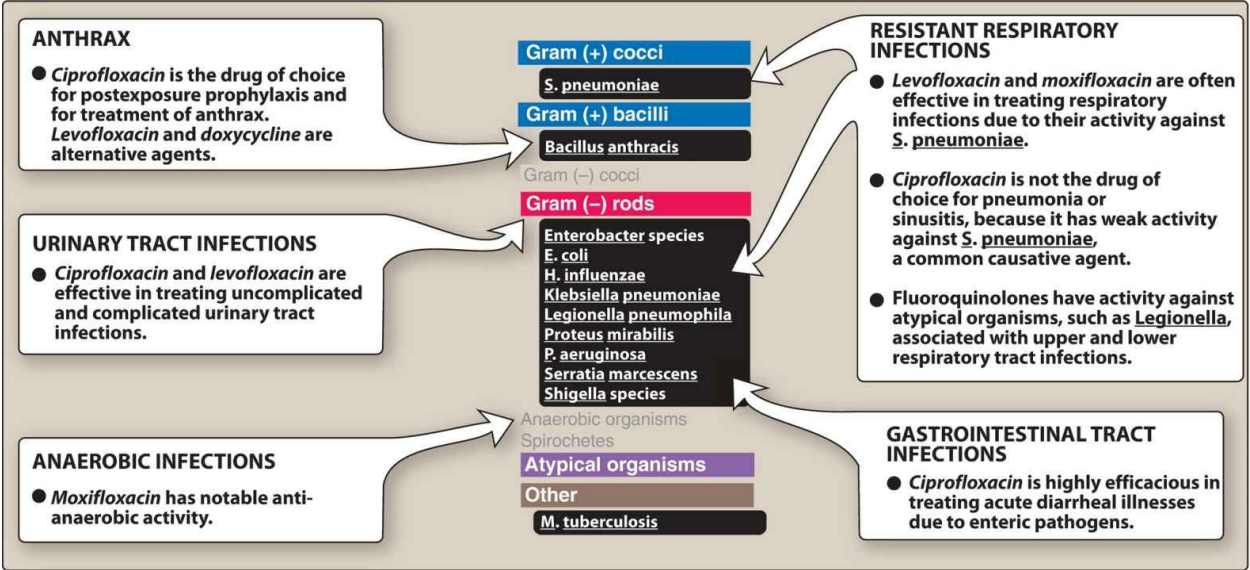 ANTHRAX
● Ciprofloxacin is the drug of choice
for postexposure prophylaxis and
for treatment of anthrax.
Levofloxacin and doxycycline are
alternative agents.
URINARY TRACT INFECTIONS
● Ciprofloxacin and levofloxacin are
effective in treating uncomplicated
and complicated urinary tract
infections.
ANAEROBIC INFECTIONS
● Moxifloxacin has notable anti-
anaerobic activity.
Gram (+) cocci
S. pneumoniae
Gram (+) bacilli
Bacillus anthracis
Gram (–) cocci
Gram (–) rods
Enterobacter species
E. coli
H. influenzae
Klebsiella pneumoniae
Legionella pneumophila
Proteus mirabilis
P. aeruginosa
Serratia marcescens
Shigella species
Anaerobic organisms
Spirochetes
Atypical organisms
Other
M. tuberculosis
RESISTANT RESPIRATORY
INFECTIONS
● Levofloxacin and moxifloxacin are often
effective in treating respiratory
infections due to their activity against
S. pneumoniae.
● Ciprofloxacin is not the drug of
choice for pneumonia or
sinusitis, because it has weak activity
against S. pneumoniae,
a common causative agent.
● Fluoroquinolones have activity against
atypical organisms, such as Legionella,
associated with upper and lower
respiratory tract infections.
GASTROINTESTINAL TRACT
INFECTIONS
● Ciprofloxacin is highly efficacious in
treating acute diarrheal illnesses
due to enteric pathogens.